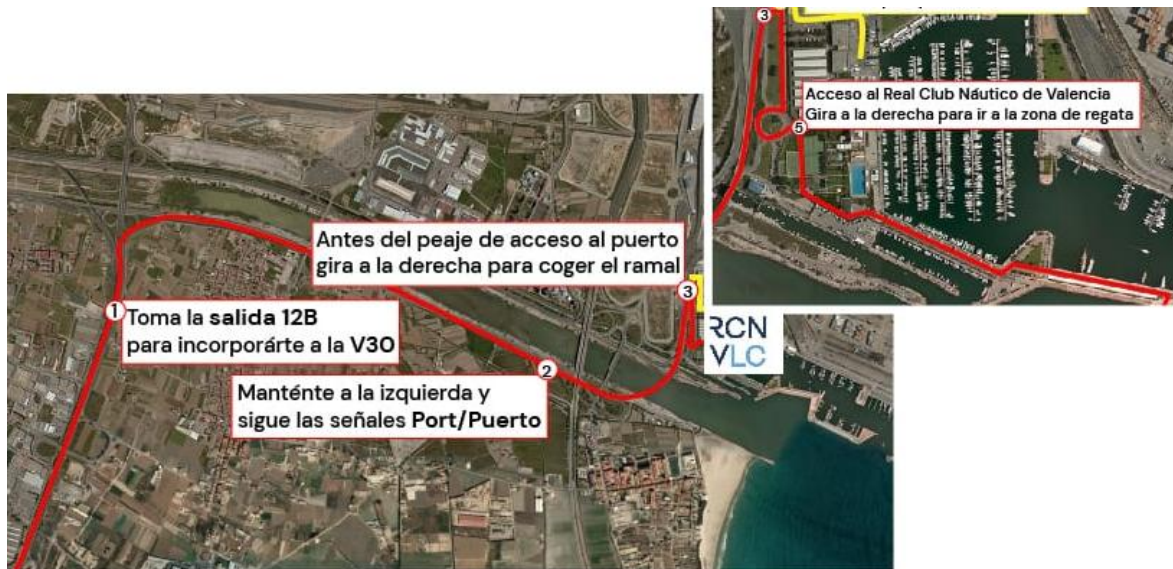 3
Acceso al Real Club Náutico de Valencia
Gira a la derecha para ir a la zona de regata
5
Antes del peaje de acceso al puerto
gira a la derecha para coger el ramal
3
1
Toma la salida 12B
para incorporárte a la V30
2
Manténte a la izquierda y
sigue las señales Port/Puerto
RCN
VLC